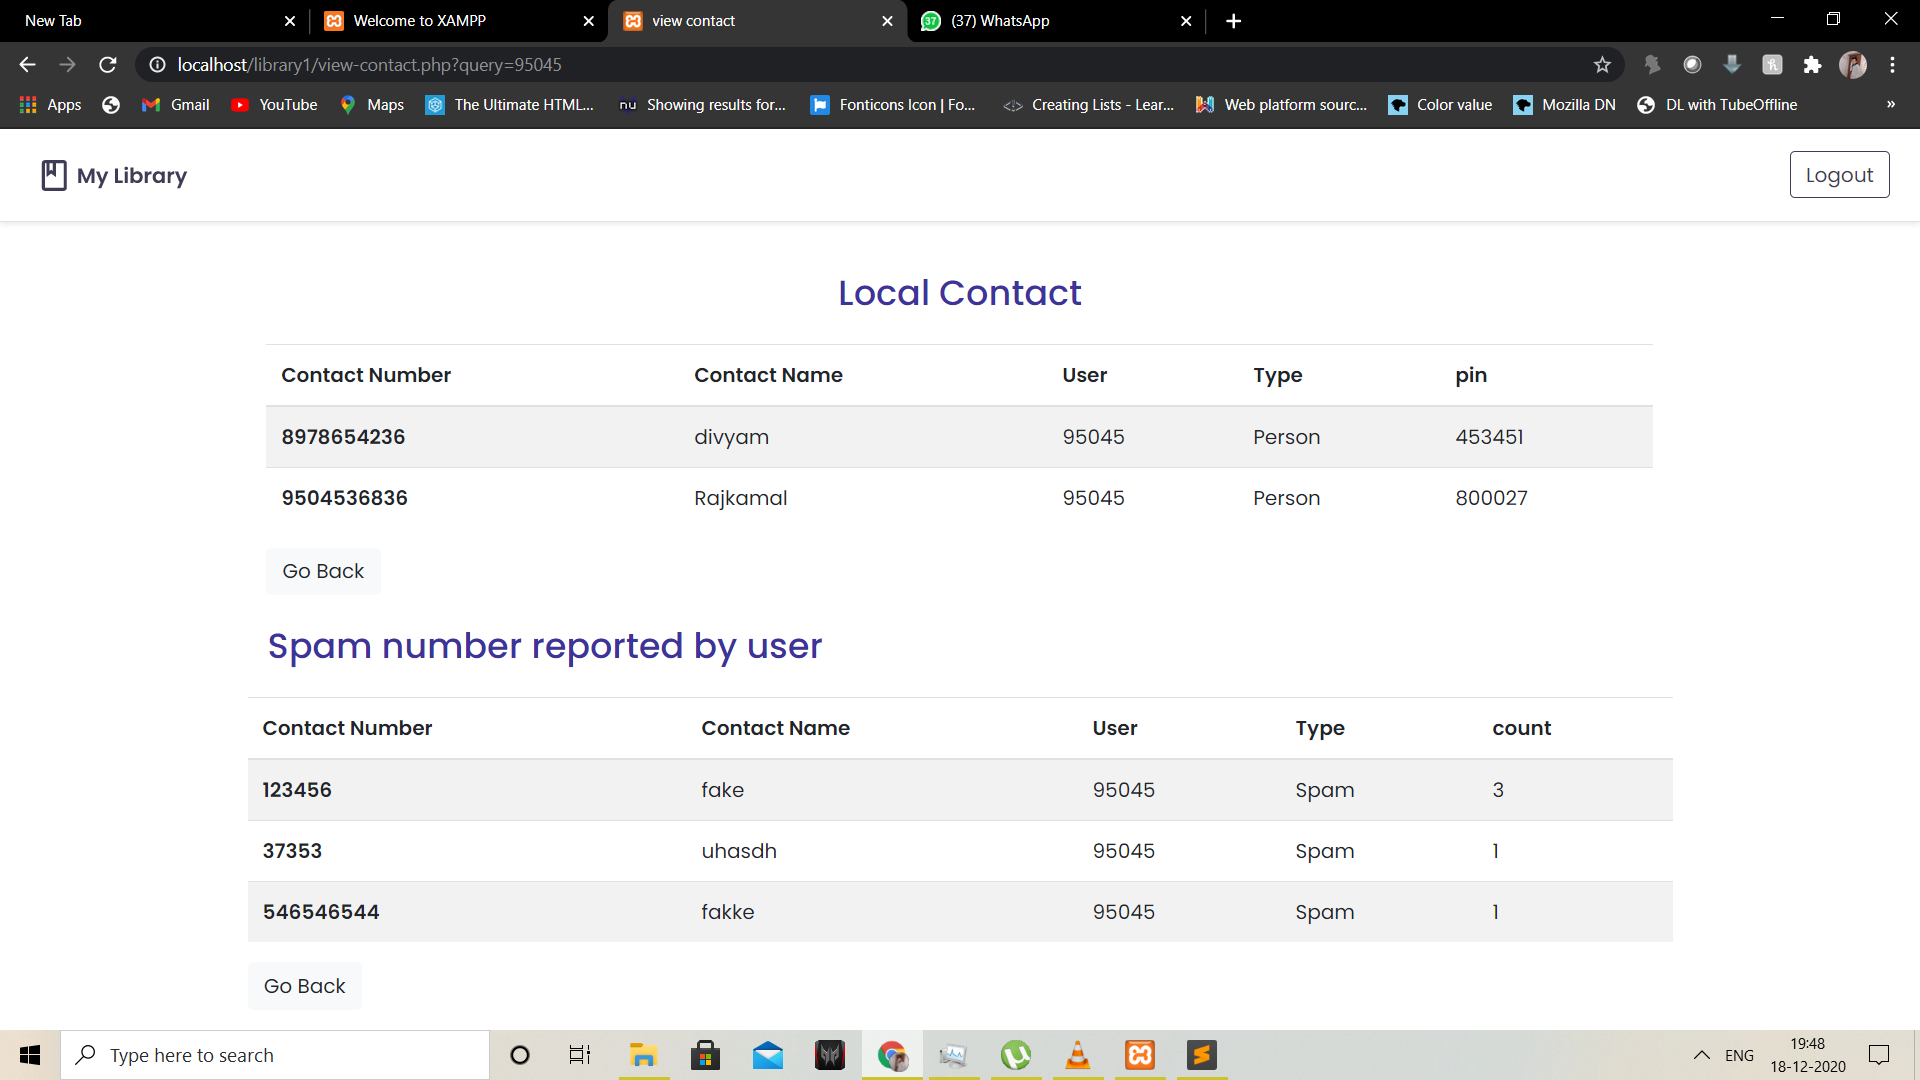 New Tab
Welcome to XAMPP
view contact
37
(37) WhatsApp
localhost/library1/view-contact.php?query=95045
Apps
Gmail
YouTube
Maps
The Ultimate HTML...
nu
Showing results for...
Fonticons Icon | Fo...
Creating Lists - Lear...
Web platform sourc...
Color value
Mozilla DN
DL with TubeOffline
»
My Library
Logout
Local Contact
Contact Number Contact Name User Type pin
8978654236 divyam 95045 Person 453451
9504536836 Rajkamal 95045 Person 800027
Go Back
Spam number reported by user
Contact Number Contact Name User Type count
123456 fake 95045 Spam 3
37353 uhasdh 95045 Spam 1
546546544 fakke 95045 Spam 1
Go Back
Type here to search
ENG
19:48
18-12-2020